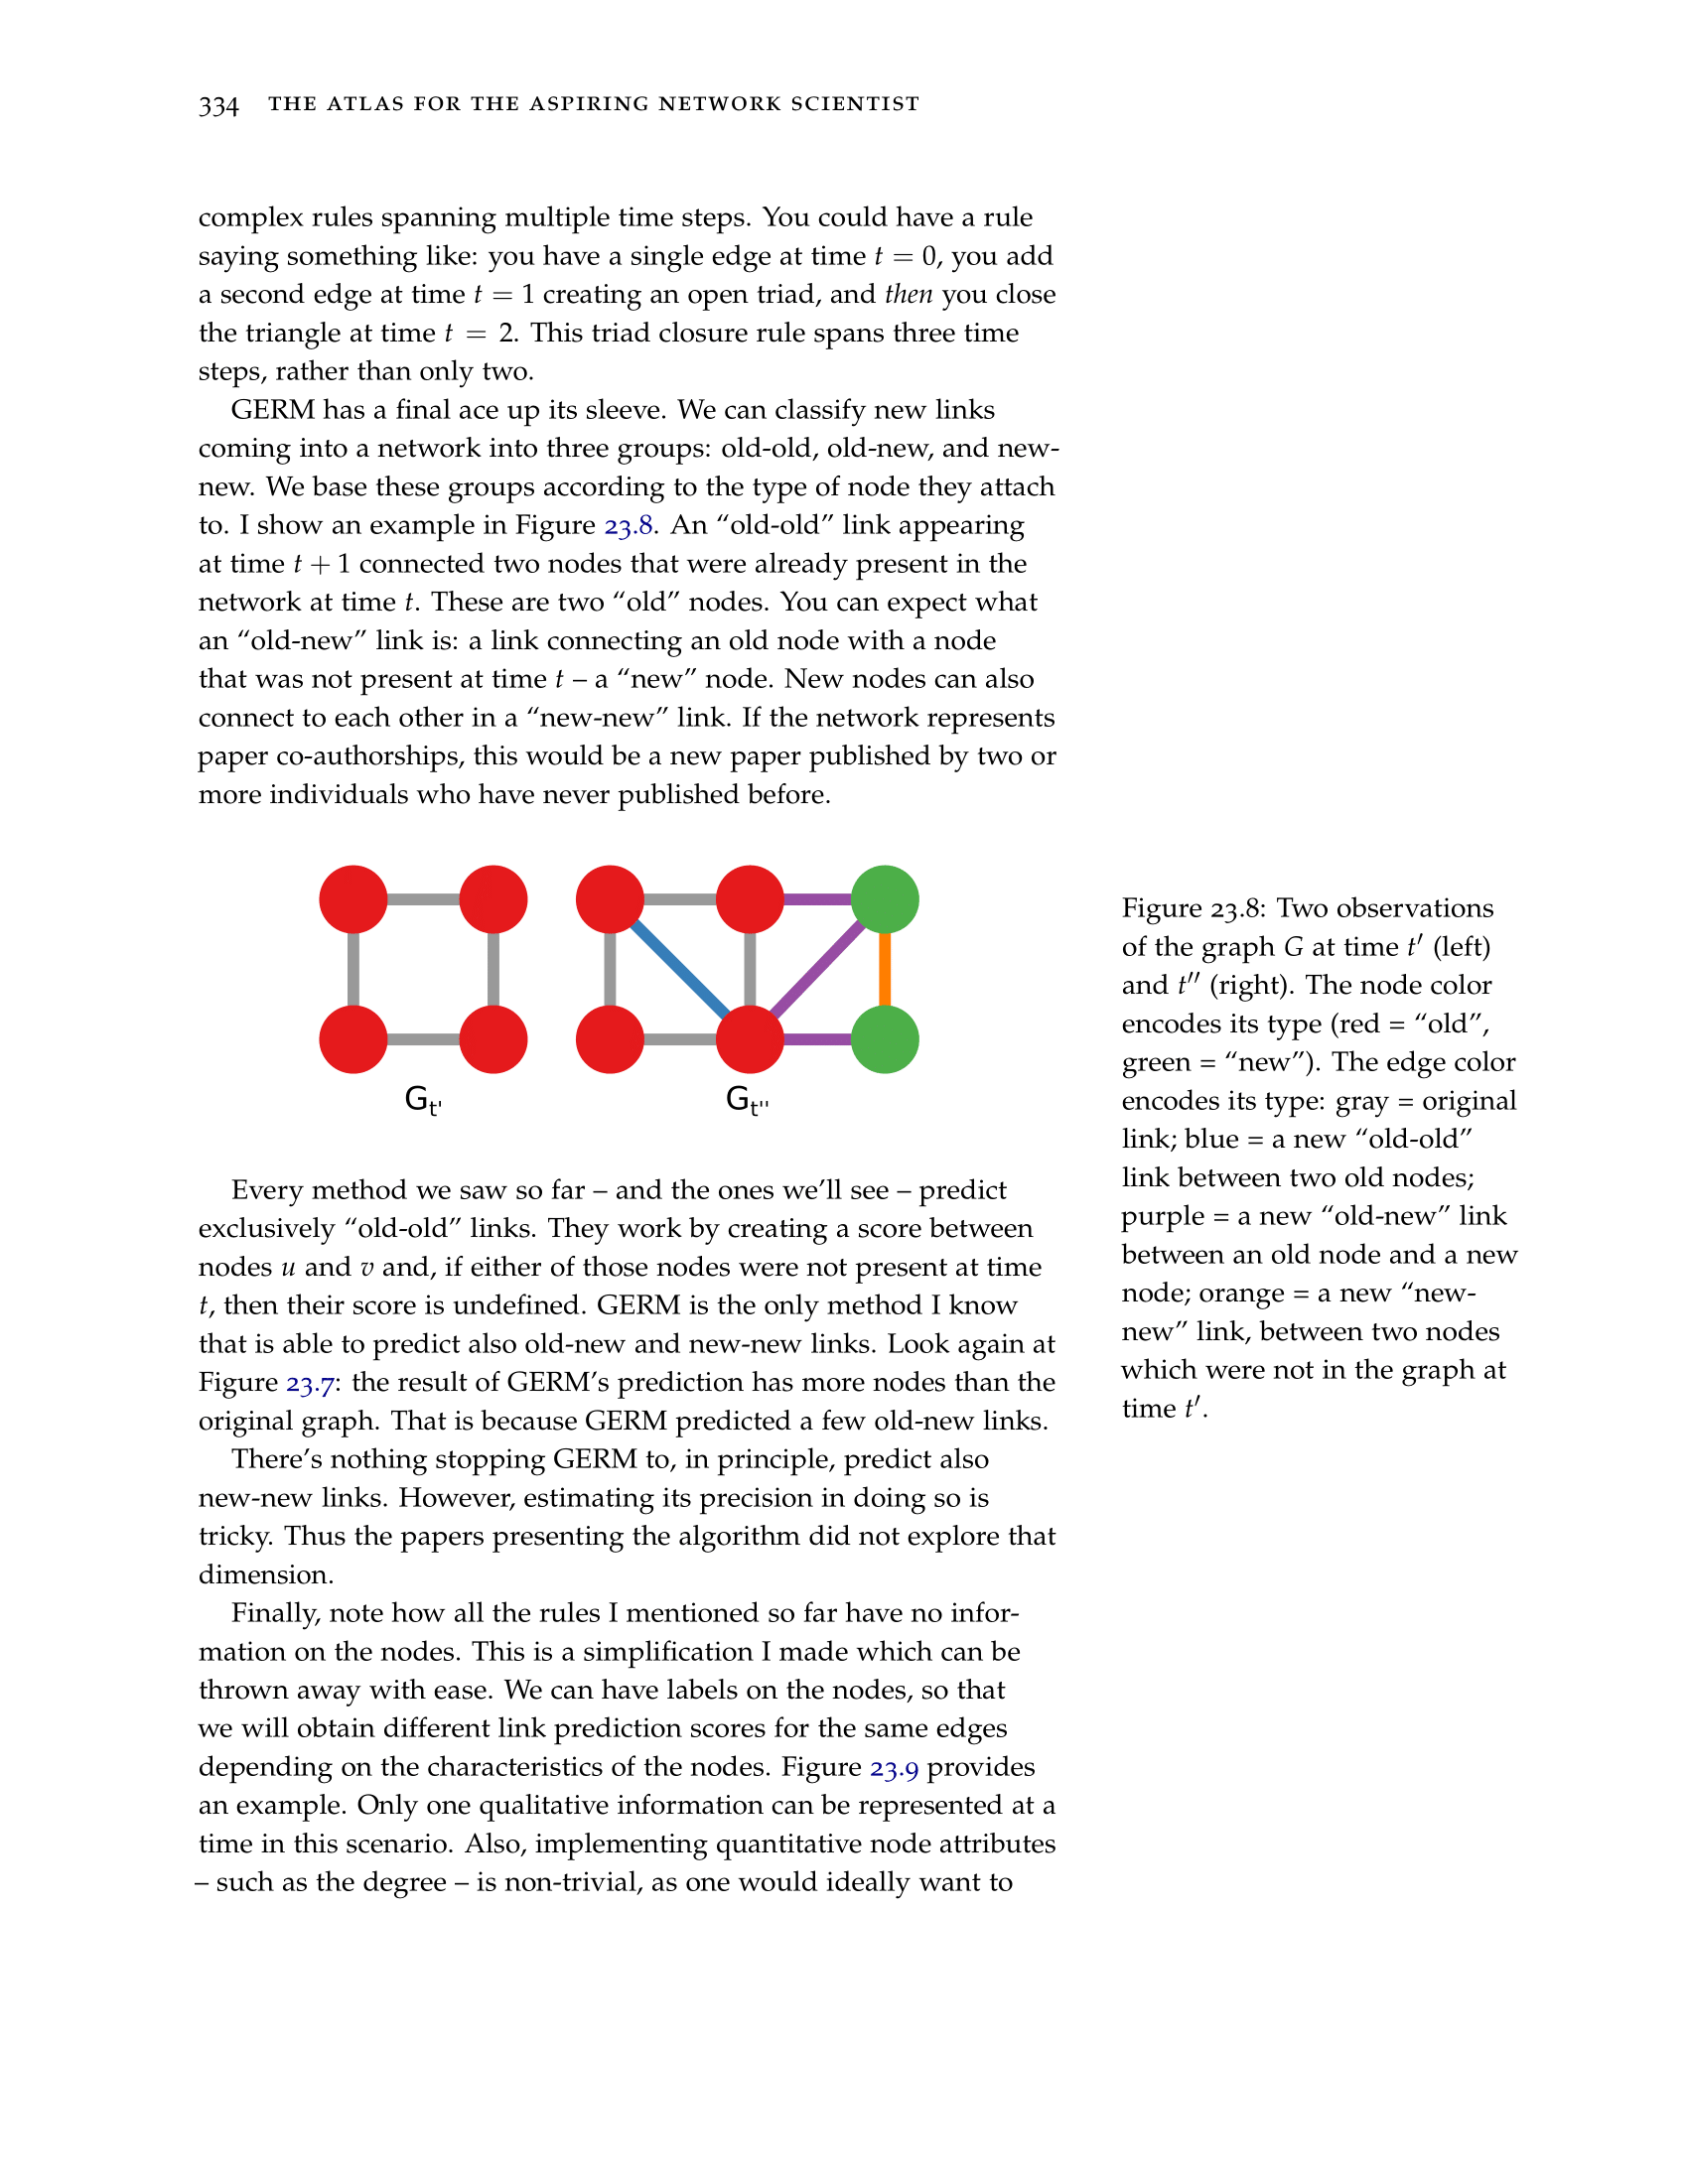 334 THE ATLAS FOR THE ASPIRING NETWORK SCIENTIST
complex rules spanning multiple time steps. You could have a rule
saying something like: you have a single edge at time t = 0, you add
a second edge at time t = 1 creating an open triad, and then you close
the triangle at time t = 2. This triad closure rule spans three time
steps, rather than only two.
GERM has a final ace up its sleeve. We can classify new links
coming into a network into three groups: old-old, old-new, and new-
new. We base these groups according to the type of node they attach
to. I show an example in Figure 23.8. An “old-old” link appearing
at time t + 1 connected two nodes that were already present in the
network at time t. These are two “old” nodes. You can expect what
an “old-new” link is: a link connecting an old node with a node
that was not present at time t – a “new” node. New nodes can also
connect to each other in a “new-new” link. If the network represents
paper co-authorships, this would be a new paper published by two or
more individuals who have never published before.
Gt'
Gt''
Figure 23.8: Two observations
of the graph G at time t′ (left)
and t′′ (right). The node color
encodes its type (red = “old”,
green = “new”). The edge color
encodes its type: gray = original
link; blue = a new “old-old”
link between two old nodes;
purple = a new “old-new” link
between an old node and a new
node; orange = a new “new-
new” link, between two nodes
which were not in the graph at
time t′.
Every method we saw so far – and the ones we’ll see – predict
exclusively “old-old” links. They work by creating a score between
nodes u and v and, if either of those nodes were not present at time
t, then their score is undefined. GERM is the only method I know
that is able to predict also old-new and new-new links. Look again at
Figure 23.7: the result of GERM’s prediction has more nodes than the
original graph. That is because GERM predicted a few old-new links.
There’s nothing stopping GERM to, in principle, predict also
new-new links. However, estimating its precision in doing so is
tricky. Thus the papers presenting the algorithm did not explore that
dimension.
Finally, note how all the rules I mentioned so far have no infor-
mation on the nodes. This is a simplification I made which can be
thrown away with ease. We can have labels on the nodes, so that
we will obtain different link prediction scores for the same edges
depending on the characteristics of the nodes. Figure 23.9 provides
an example. Only one qualitative information can be represented at a
time in this scenario. Also, implementing quantitative node attributes
– such as the degree – is non-trivial, as one would ideally want to